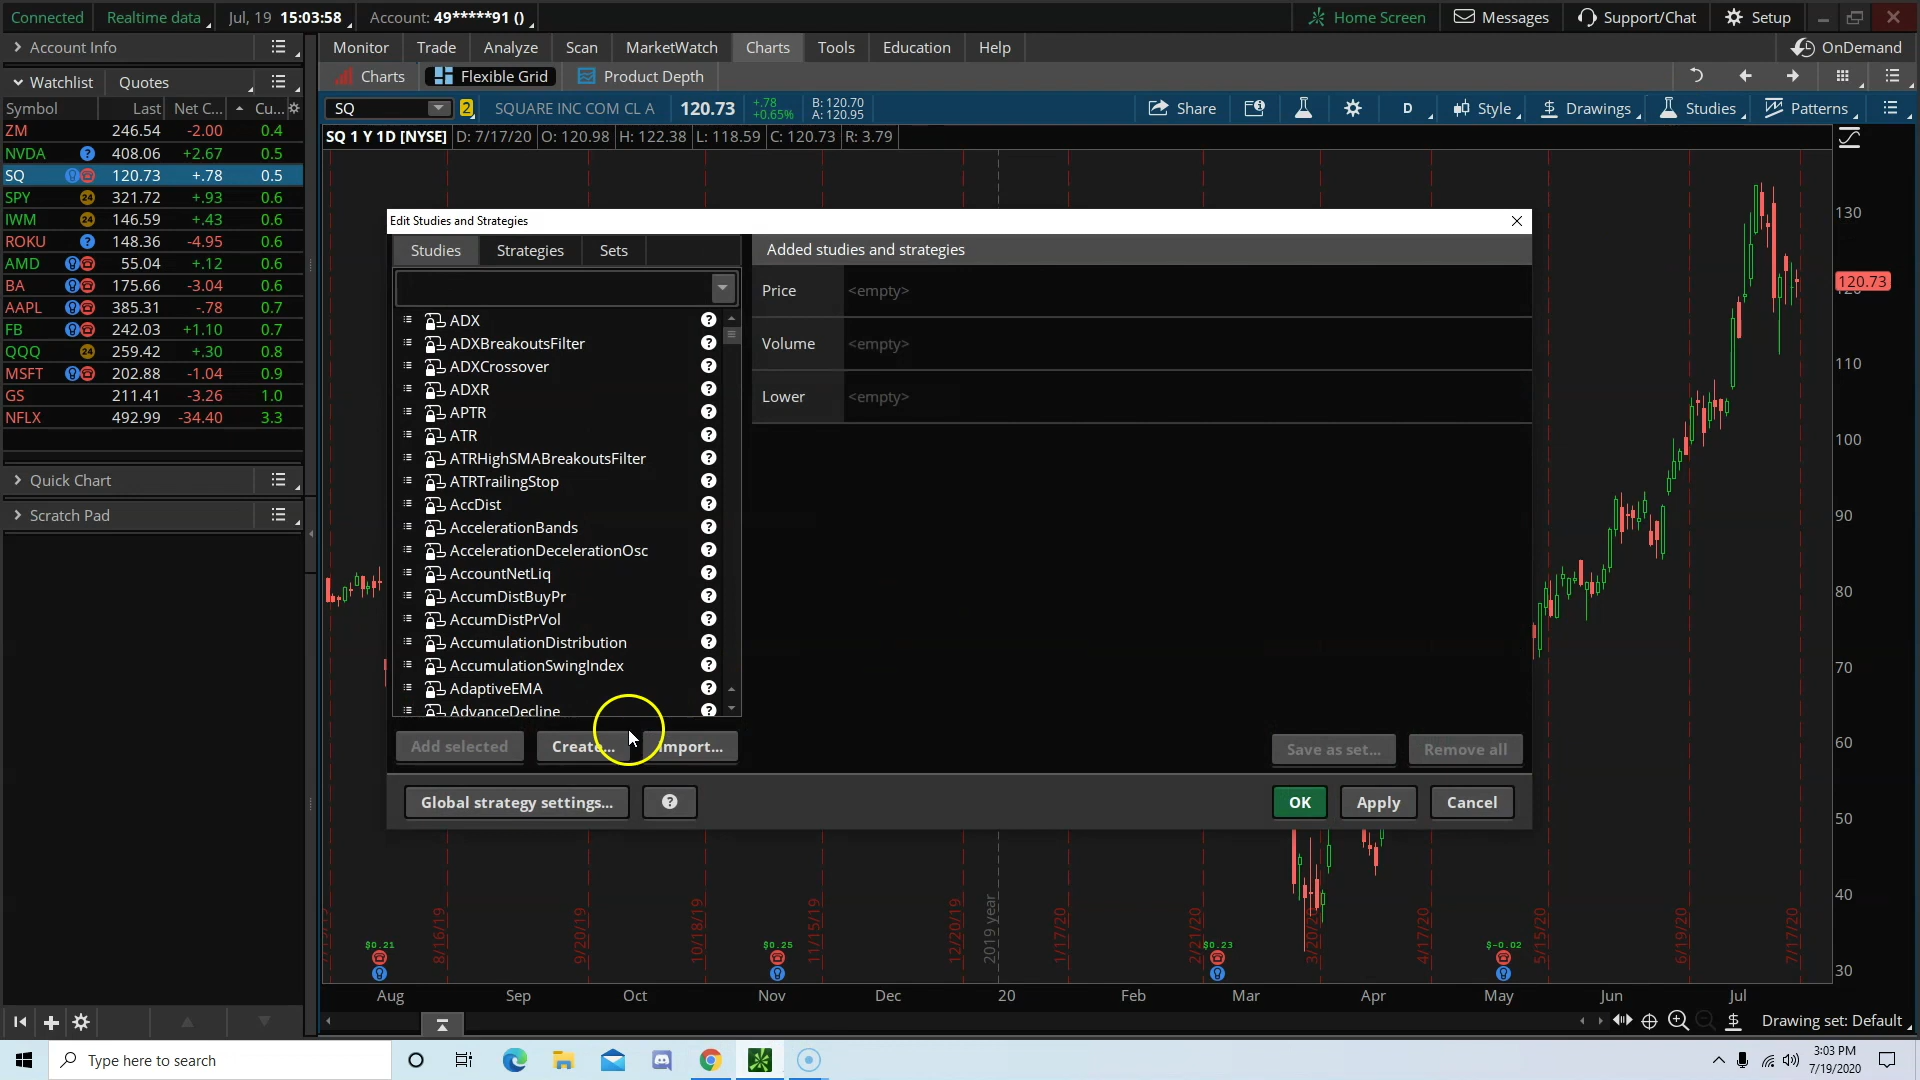 Connected Realtime data Jul, 19 15:03:58 Account: 49*****91 () Home Screen Messages Support/Chat Setup
Account Info Monitor Trade Analyze Scan MarketWatch Charts Tools Education Help OnDemand
Watchlist Quotes Charts Flexible Grid Product Depth
Symbol Last Net C... Cu... SQ 2 SQUARE INC COM CL A 120.73 +.78 +0.65% B: 120.70 A: 120.95 Share D Style Drawings Studies Patterns
SQ 1 Y 1D [NYSE] D: 7/17/20 O: 120.98 H: 122.38 L: 118.59 C: 120.73 R: 3.79
ZM 246.54 -2.00 0.4
NVDA 408.06 +2.67 0.5
SQ 120.73 +.78 0.5
SPY 24 321.72 +.93 0.6
IWM 24 146.59 +.43 0.6
ROKU 148.36 -4.95 0.6
AMD 55.04 +.12 0.6
BA 175.66 -3.04 0.6
AAPL 385.31 -.78 0.7
FB 242.03 +1.10 0.7
QQQ 24 259.42 +.30 0.8
MSFT 202.88 -1.04 0.9
GS 211.41 -3.26 1.0
NFLX 492.99 -34.40 3.3
Quick Chart
Scratch Pad
Edit Studies and Strategies
Studies Strategies Sets
ADX
ADXBreakoutsFilter
ADXCrossover
ADXR
APTR
ATR
ATRHighSMABreakoutsFilter
ATRTrailingStop
AccDist
AccelerationBands
AccelerationDecelerationOsc
AccountNetLiq
AccumDistBuyPr
AccumDistPrVol
AccumulationDistribution
AccumulationSwingIndex
AdaptiveEMA
AdvanceDecline
Add selected Create... Import...
Added studies and strategies
Price <empty>
Volume <empty>
Lower <empty>
Save as set... Remove all
Global strategy settings... ? OK Apply Cancel
130
120.73
110
100
90
80
70
60
50
40
30
8/16/19 9/20/19 10/18/19 11/15/19 12/20/19 2019 year 1/17/20 2/21/20 3/20/ 4/17/20 5/15/20 6/19/20 7/17/20
$0.21 $0.25 $0.23 $-0.02
Aug Sep Oct Nov Dec 20 Feb Mar Apr May Jun Jul
Drawing set: Default
Type here to search
3:03 PM
7/19/2020